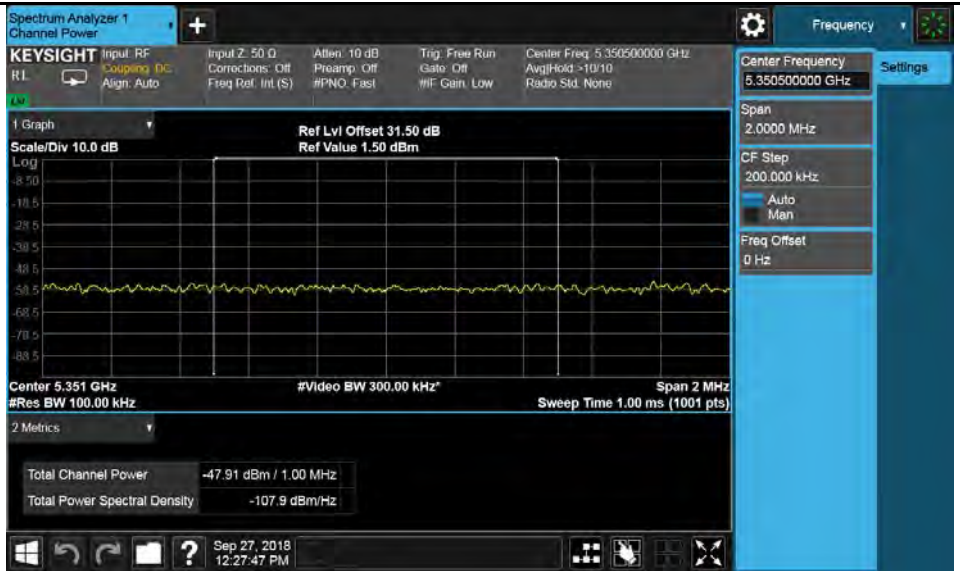 Spectrum Analyzer 1
Channel Power
Frequency
KEYSIGHT
RL
Input: RF
Coupling: DC
Align: Auto
Input Z: 50 Ω
Corrections: Off
Freq Ref: Int (S)
Atten: 10 dB
Preamp: Off
#PNO: Fast
Trig: Free Run
Gate: Off
#IF Gain: Low
Center Freq: 5.350500000 GHz
Avg|Hold:>10/10
Radio Std: None
Center Frequency
5.350500000 GHz
Settings
Span
2.0000 MHz
CF Step
200.000 kHz
Auto
Man
Freq Offset
0 Hz
1 Graph
Scale/Div 10.0 dB
Ref Lvl Offset 31.50 dB
Ref Value 1.50 dBm
Log
-8.50
-18.5
-28.5
-38.5
-48.5
-58.5
-68.5
-78.5
-88.5
Center 5.351 GHz
#Res BW 100.00 kHz
#Video BW 300.00 kHz*
Span 2 MHz
Sweep Time 1.00 ms (1001 pts)
2 Metrics
Total Channel Power -47.91 dBm / 1.00 MHz
Total Power Spectral Density -107.9 dBm/Hz
?
Sep 27, 2018
12:27:47 PM